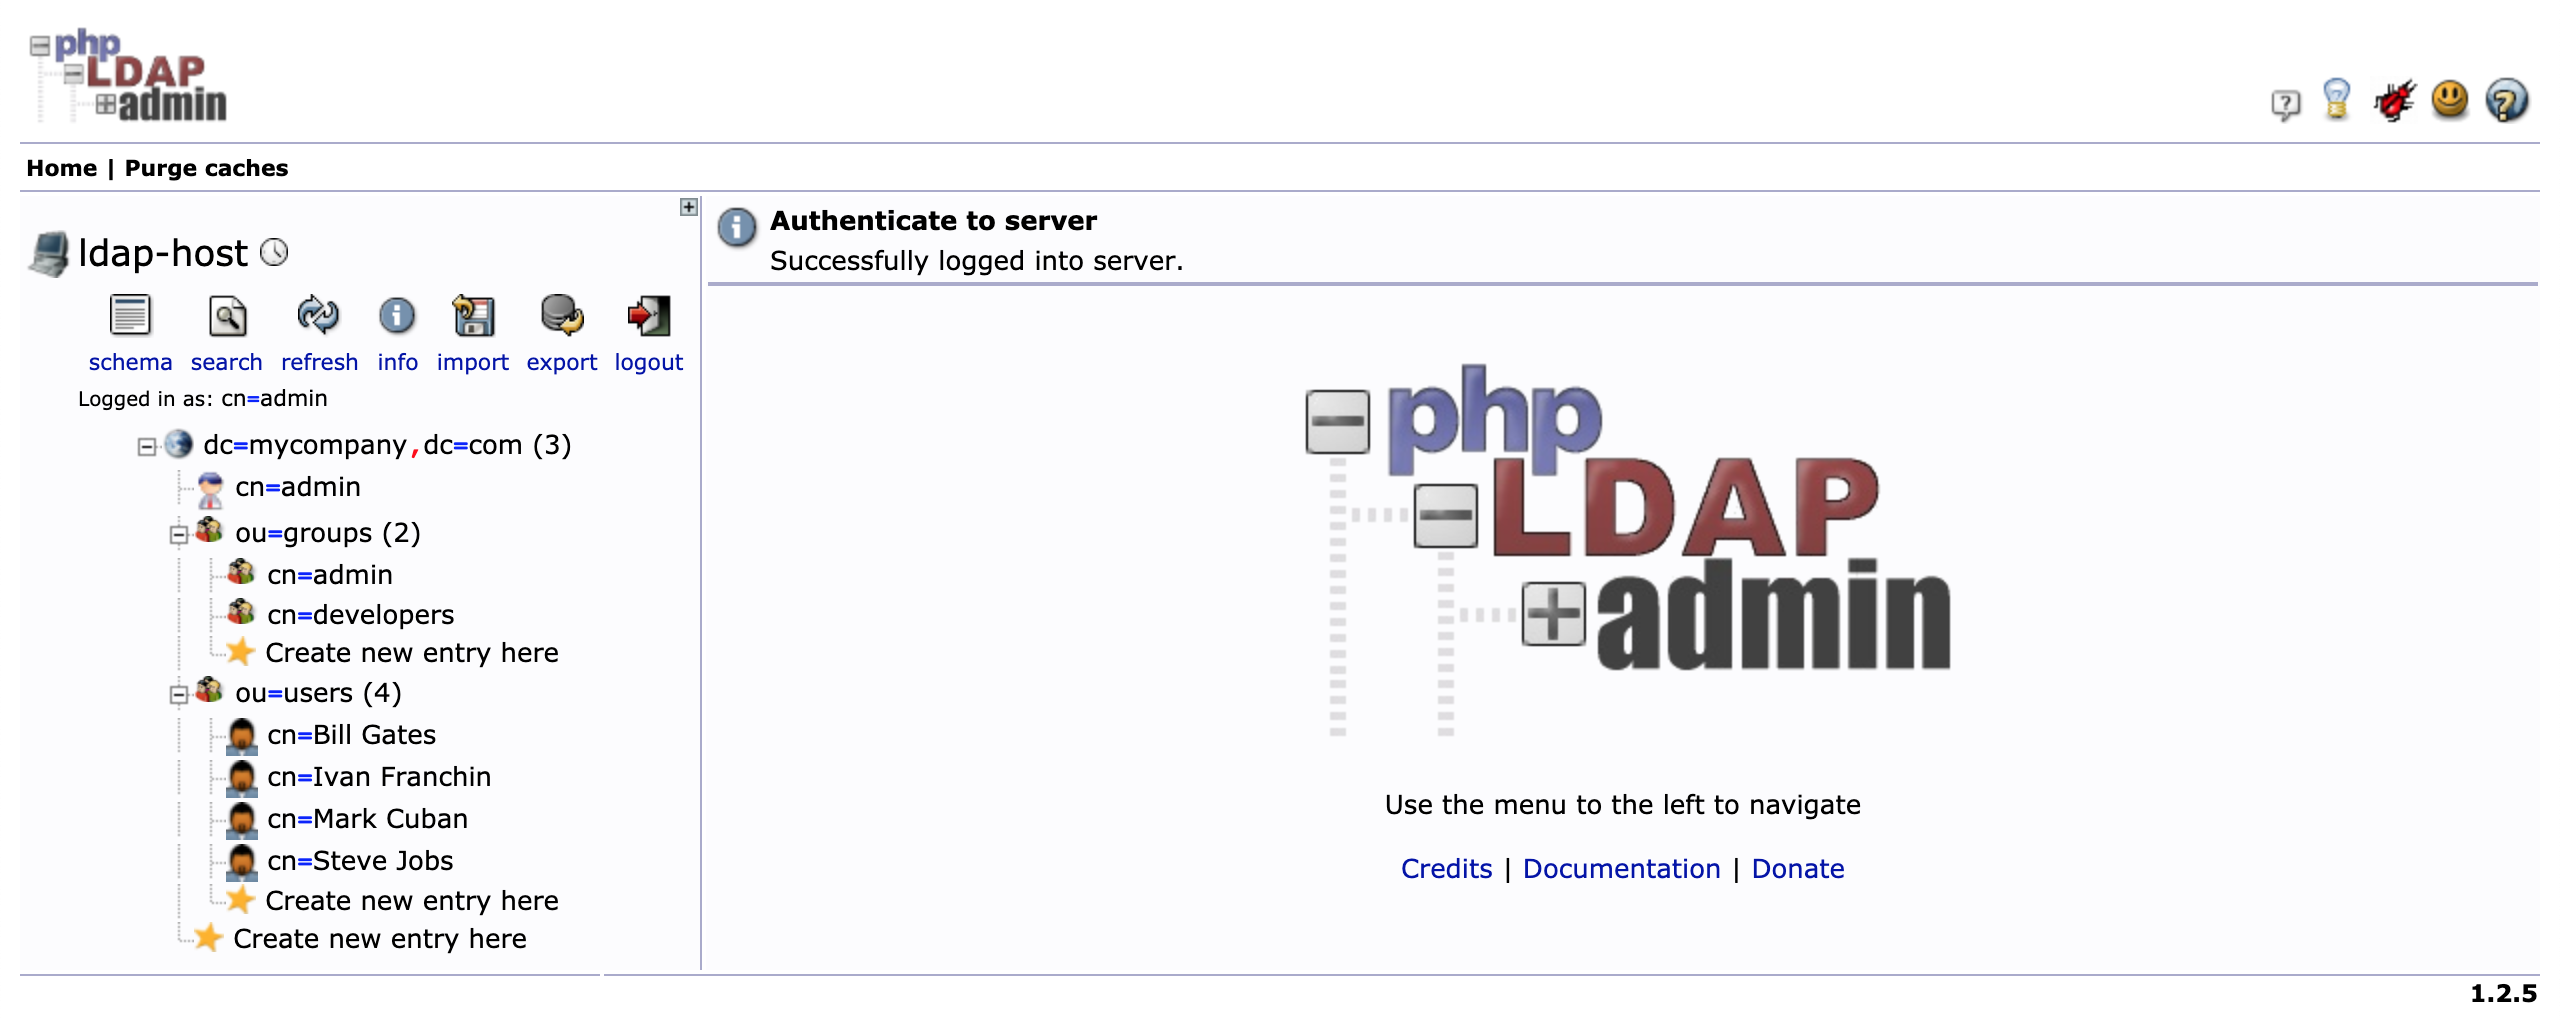 php
LDAP
admin
Home | Purge caches
ldap-host
schema search refresh info import export logout
Logged in as: cn=admin
dc=mycompany,dc=com (3)
cn=admin
ou=groups (2)
cn=admin
cn=developers
Create new entry here
ou=users (4)
cn=Bill Gates
cn=Ivan Franchin
cn=Mark Cuban
cn=Steve Jobs
Create new entry here
Create new entry here
Authenticate to server
Successfully logged into server.
php
LDAP
admin
Use the menu to the left to navigate
Credits | Documentation | Donate
1.2.5